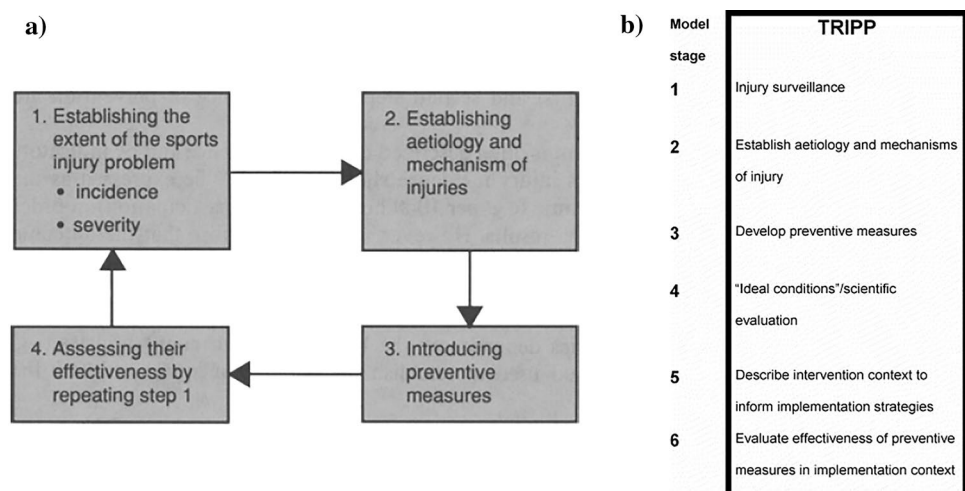 a)
1. Establishing the
extent of the sports
injury problem
• incidence
• severity
2. Establishing
aetiology and
mechanism of
injuries
4. Assessing their
effectiveness by
repeating step 1
3. Introducing
preventive
measures
b)
Model
stage
TRIPP
1 Injury surveillance
2 Establish aetiology and mechanisms
of injury
3 Develop preventive measures
4 “Ideal conditions”/scientific
evaluation
5 Describe intervention context to
inform implementation strategies
6 Evaluate effectiveness of preventive
measures in implementation context